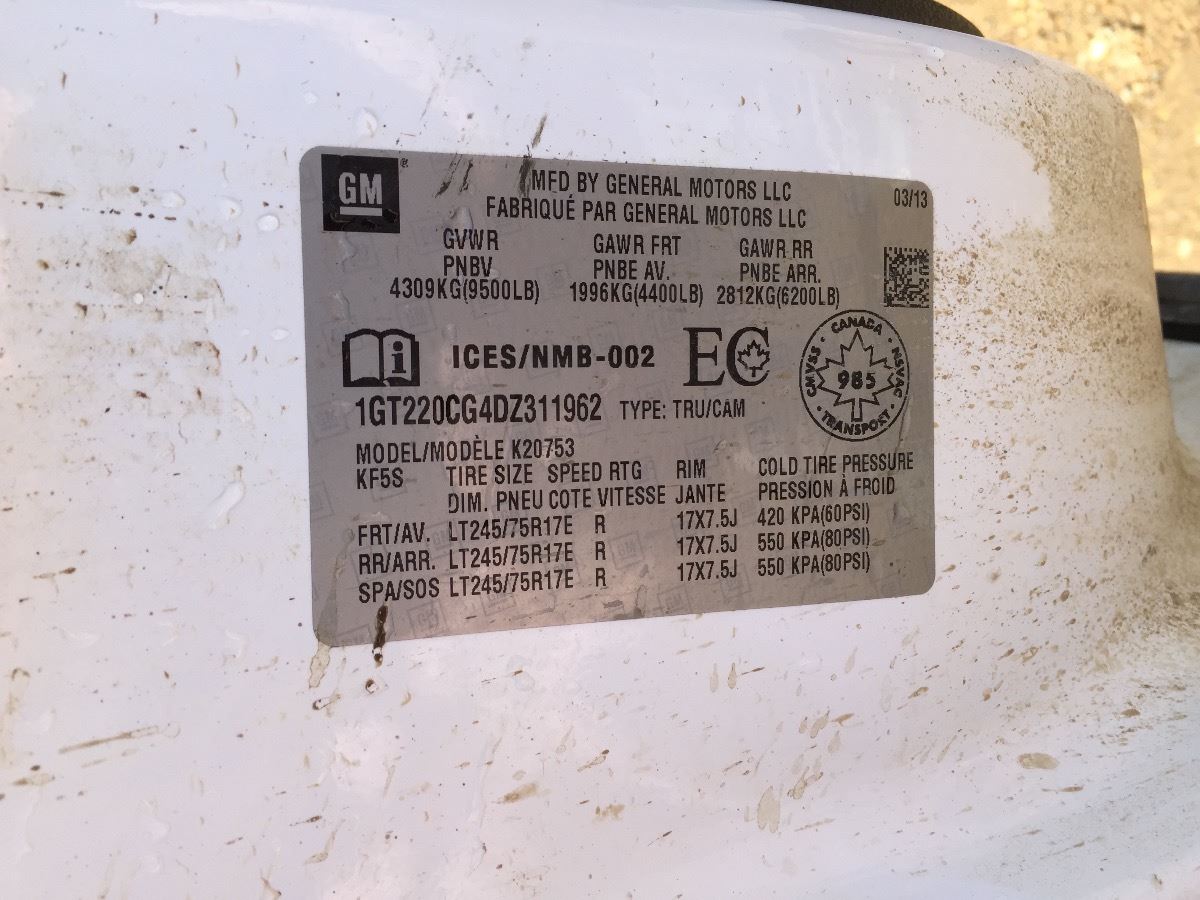 GM
MFD BY GENERAL MOTORS LLC 03/13
FABRIQUÉ PAR GENERAL MOTORS LLC
GVWR GAWR FRT GAWR RR
PNBV PNBE AV. PNBE ARR.
4309KG(9500LB) 1996KG(4400LB) 2812KG(6200LB)
ICES/NMB-002 EC
CANADA
CMVSS 985 NSVAC
TRANSPORT
1GT220CG4DZ311962 TYPE: TRU/CAM
MODEL/MODÈLE K20753
KF5S TIRE SIZE SPEED RTG RIM COLD TIRE PRESSURE
DIM. PNEU COTE VITESSE JANTE PRESSION À FROID
FRT/AV. LT245/75R17E R 17X7.5J 420 KPA(60PSI)
RR/ARR. LT245/75R17E R 17X7.5J 550 KPA(80PSI)
SPA/SOS LT245/75R17E R 17X7.5J 550 KPA(80PSI)